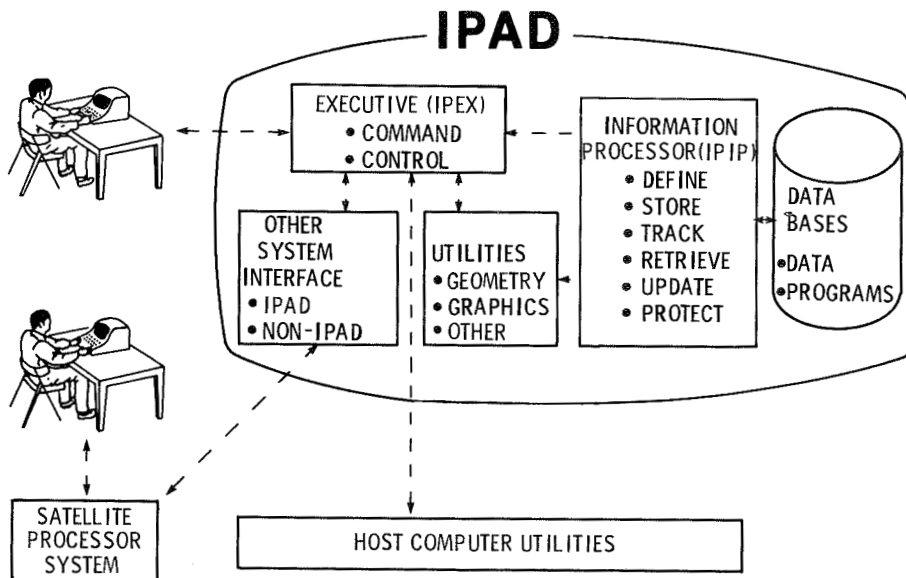 IPAD
EXECUTIVE (IPEX)
• COMMAND
• CONTROL
INFORMATION
PROCESSOR(IPIP)
• DEFINE
• STORE
• TRACK
• RETRIEVE
• UPDATE
• PROTECT
DATA
BASES
• DATA
• PROGRAMS
OTHER
SYSTEM
INTERFACE
• IPAD
• NON-IPAD
UTILITIES
• GEOMETRY
• GRAPHICS
• OTHER
SATELLITE
PROCESSOR
SYSTEM
HOST COMPUTER UTILITIES